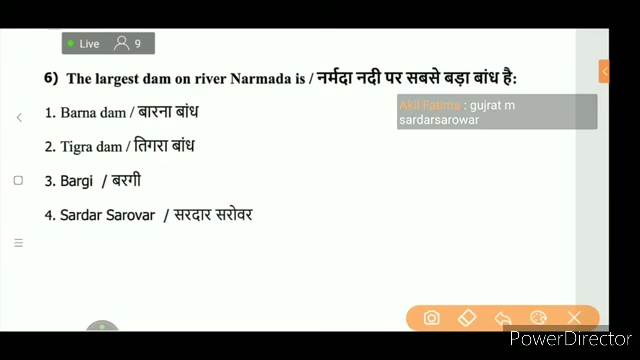 Live 9
6) The largest dam on river Narmada is / नर्मदा नदी पर सबसे बड़ा बांध है:
Akil Fatima : gujrat m
sardarsarowar
1. Barna dam / बारना बांध
2. Tigra dam / तिगरा बांध
3. Bargi / बरगी
4. Sardar Sarovar / सरदार सरोवर
PowerDirector